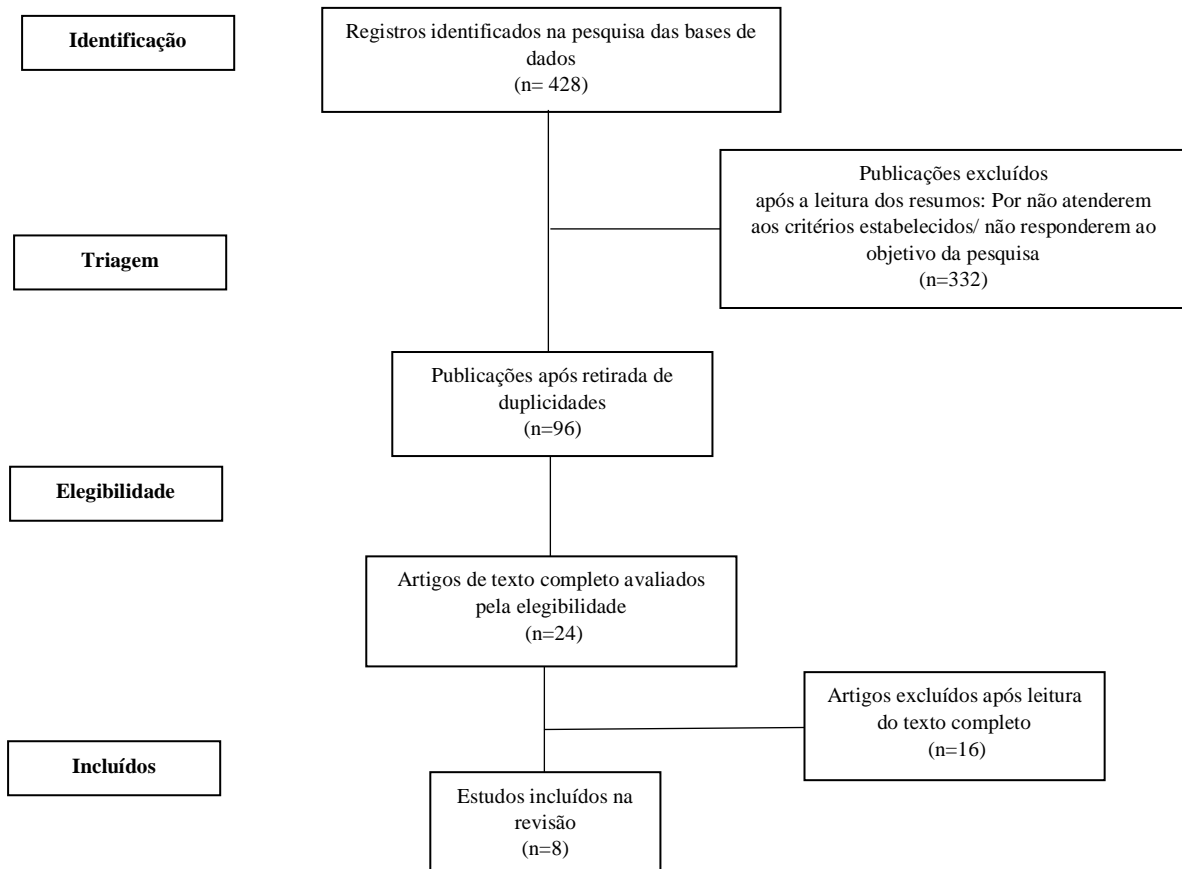 Identificação
Registros identificados na pesquisa das bases de
dados
(n= 428)
Publicações excluídos
após a leitura dos resumos: Por não atenderem
aos critérios estabelecidos/ não responderem ao
objetivo da pesquisa
(n=332)
Triagem
Publicações após retirada de
duplicidades
(n=96)
Elegibilidade
Artigos de texto completo avaliados
pela elegibilidade
(n=24)
Artigos excluídos após leitura
do texto completo
(n=16)
Incluídos
Estudos incluídos na
revisão
(n=8)